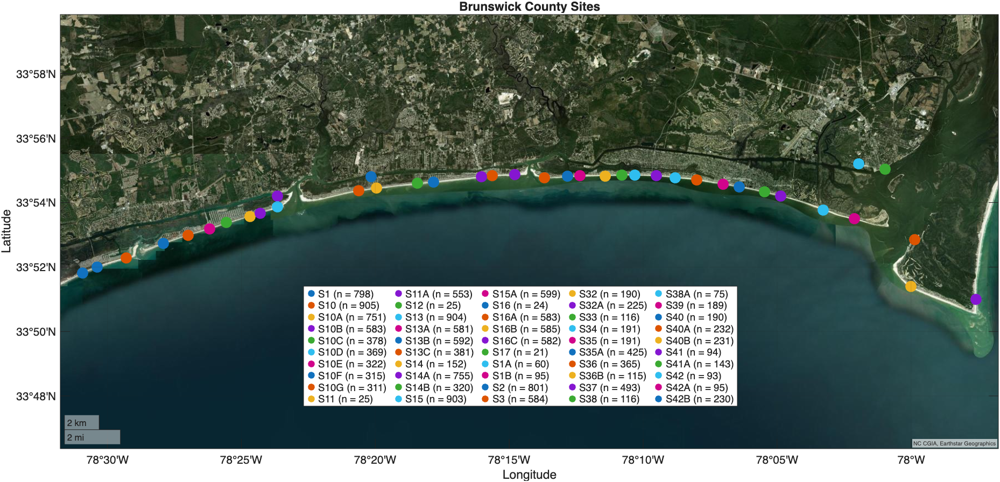 Brunswick County Sites
33°58'N
33°56'N
33°54'N
33°52'N
33°50'N
33°48'N
Latitude
S1 (n = 798)
S10 (n = 905)
S10A (n = 751)
S10B (n = 583)
S10C (n = 378)
S10D (n = 369)
S10E (n = 322)
S10F (n = 315)
S10G (n = 311)
S11 (n = 25)
S11A (n = 553)
S12 (n = 25)
S13 (n = 904)
S13A (n = 581)
S13B (n = 592)
S13C (n = 381)
S14 (n = 152)
S14A (n = 755)
S14B (n = 320)
S15 (n = 903)
S15A (n = 599)
S16 (n = 24)
S16A (n = 583)
S16B (n = 585)
S16C (n = 582)
S17 (n = 21)
S1A (n = 60)
S1B (n = 95)
S2 (n = 801)
S3 (n = 584)
S32 (n = 190)
S32A (n = 225)
S33 (n = 116)
S34 (n = 191)
S35 (n = 191)
S35A (n = 425)
S36 (n = 365)
S36B (n = 115)
S37 (n = 493)
S38 (n = 116)
S38A (n = 75)
S39 (n = 189)
S40 (n = 190)
S40A (n = 232)
S40B (n = 231)
S41 (n = 94)
S41A (n = 143)
S42 (n = 93)
S42A (n = 95)
S42B (n = 230)
2 km
2 mi
NC CGIA, Earthstar Geographics
78°30'W
78°25'W
78°20'W
78°15'W
78°10'W
78°05'W
78°W
Longitude